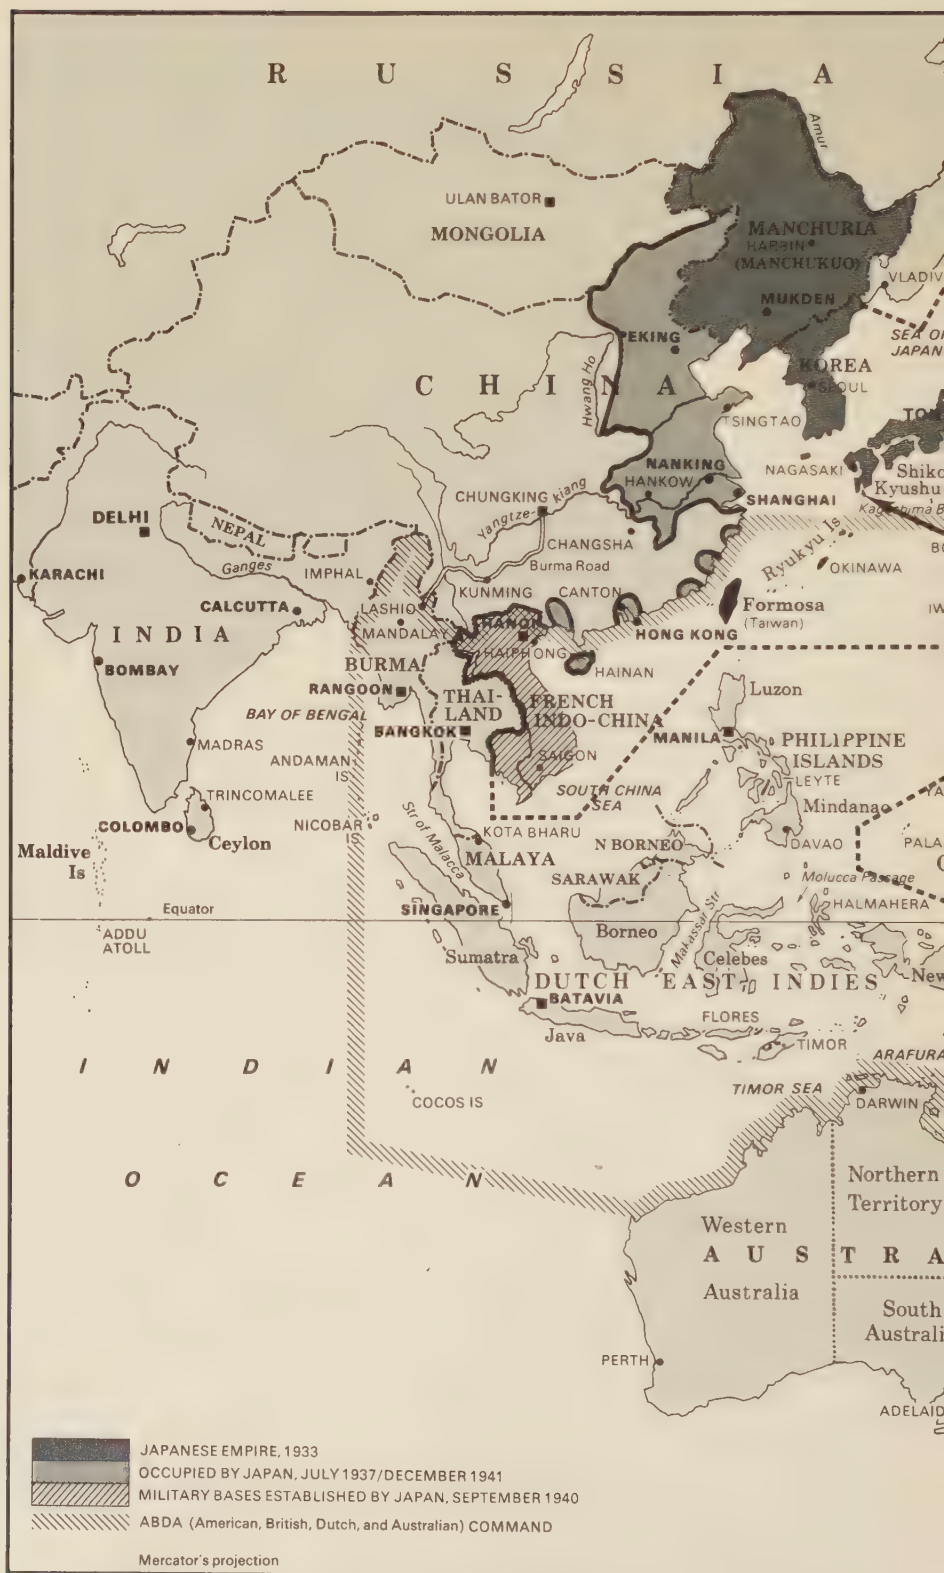 RUSSIA
Amur
ULAN BATOR
MONGOLIA
MANCHURIA
HARBIN
(MANCHUKUO)
VLADIV
MUKDEN
PEKING
SEA OF
JAPAN
KOREA
SEOUL
CHINA
Hwang Ho
TSINGTAO
TOK
NAGASAKI
Shiko
Kyushu
NANKING
HANKOW
SHANGHAI
CHUNGKING
Yangtze-kiang
DELHI
NEPAL
Ganges
CHANGSHA
Burma Road
Ryukyu Is
OKINAWA
BO
IMPHAL
KARACHI
KUNMING
CANTON
LASHIO
Formosa
(Taiwan)
IW
CALCUTTA
MANDALAY
HANOI
HONG KONG
INDIA
HAIPHONG
BURMA
HAINAN
BOMBAY
RANGOON
THAI-
LAND
FRENCH
INDO-CHINA
Luzon
BAY OF BENGAL
BANGKOK
MANILA
PHILIPPINE
ISLANDS
MADRAS
ANDAMAN
IS
SAIGON
LEYTE
SOUTH CHINA
SEA
YA
TRINCOMALEE
Mindanao
NICOBAR
IS
Str of Malacca
COLOMBO
Ceylon
KOTA BHARU
N BORNEO
DAVAO
PALA
Maldive
Is
MALAYA
SARAWAK
Molucca Passage
Equator
SINGAPORE
HALMAHERA
ADDU
ATOLL
Borneo
Makassar Str
Sumatra
Celebes
New
DUTCH EAST INDIES
BATAVIA
FLORES
Java
TIMOR
ARAFURA
INDIAN
TIMOR SEA
COCOS IS
DARWIN
OCEAN
Northern
Territory
Western
AUSTRA
Australia
South
Australi
PERTH
ADELAID
JAPANESE EMPIRE, 1933
OCCUPIED BY JAPAN, JULY 1937/DECEMBER 1941
MILITARY BASES ESTABLISHED BY JAPAN, SEPTEMBER 1940
ABDA (American, British, Dutch, and Australian) COMMAND
Mercator's projection